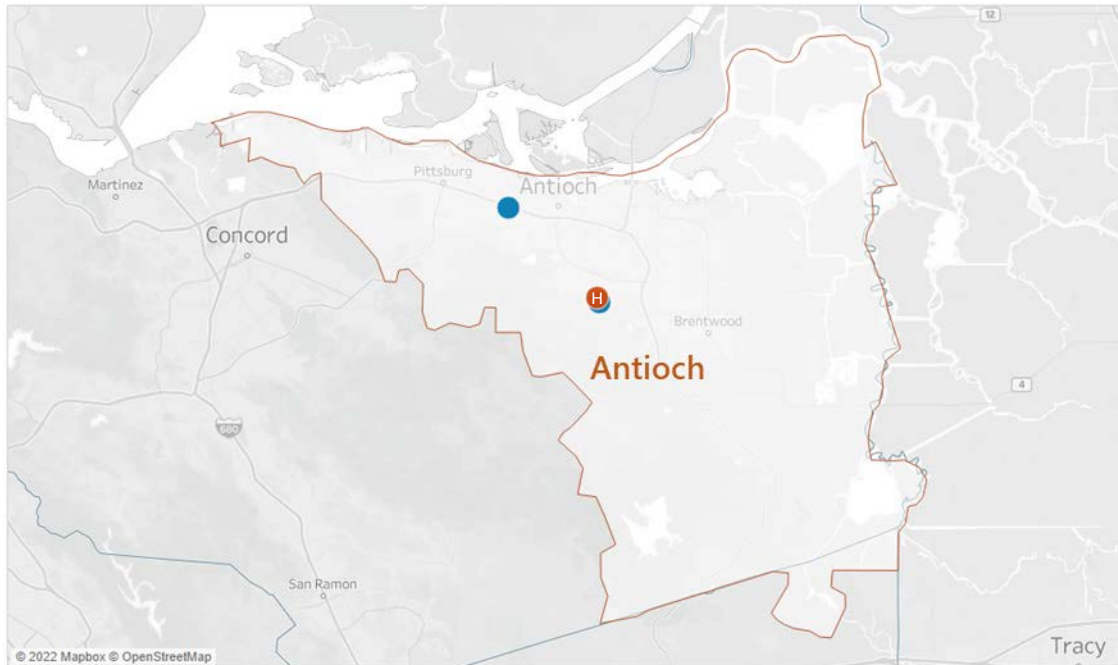 12
Pittsburg
Antioch
Martinez
Concord
H
Brentwood
Antioch
4
680
San Ramon
Tracy
© 2022 Mapbox © OpenStreetMap